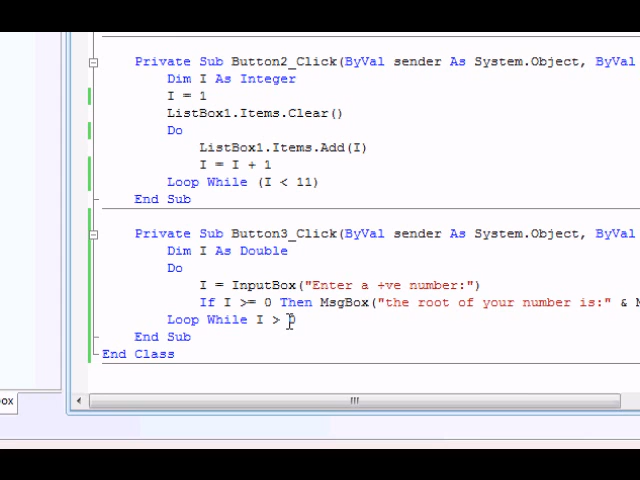 Private Sub Button2_Click(ByVal sender As System.Object, ByVal
Dim I As Integer
I = 1
ListBox1.Items.Clear()
Do
ListBox1.Items.Add(I)
I = I + 1
Loop While (I < 11)
End Sub
Private Sub Button3_Click(ByVal sender As System.Object, ByVal
Dim I As Double
Do
I = InputBox("Enter a +ve number:")
If I >= 0 Then MsgBox("the root of your number is:" & M
Loop While I > 0
End Sub
End Class
ox